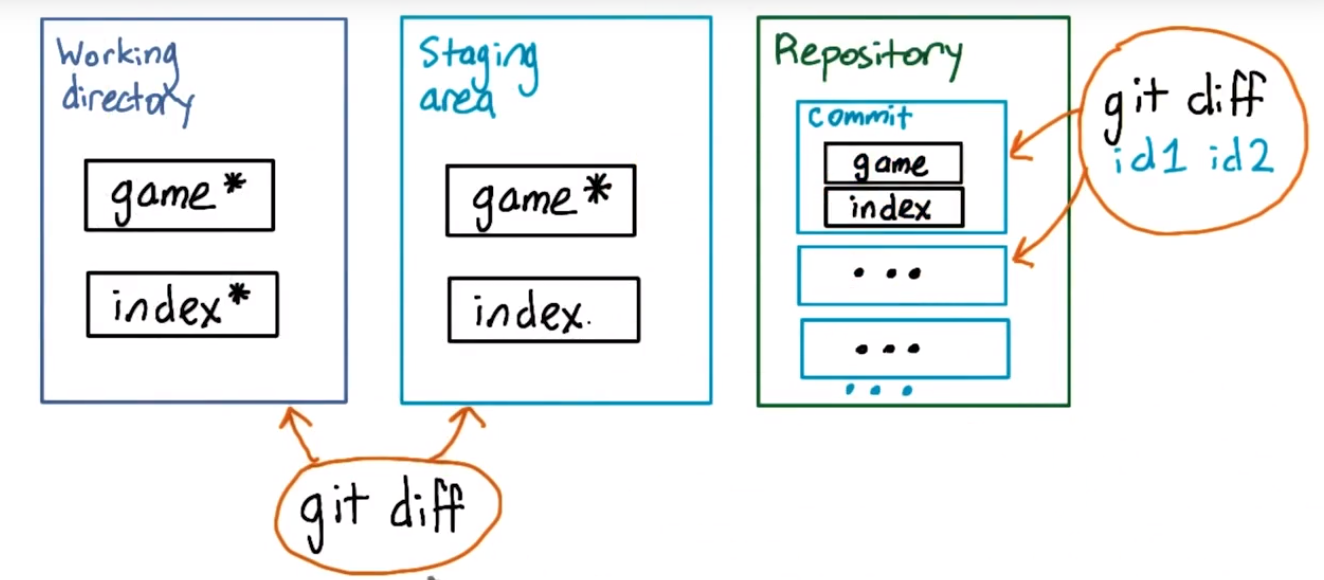 Working
directory
game*
index*
Staging
area
game*
index.
Repository
commit
game
index
...
...
...
git diff
id1 id2
git diff